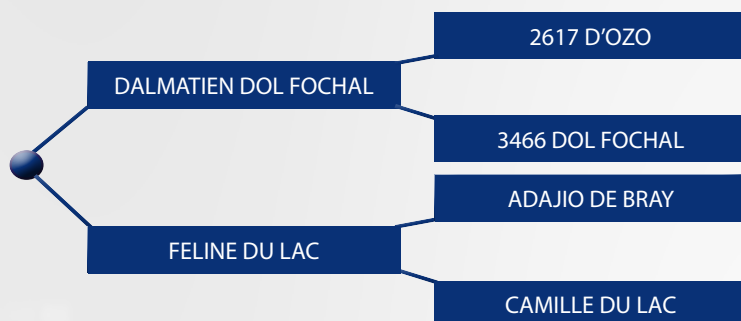 2617 D’OZO
DALMATIEN DOL FOCHAL
3466 DOL FOCHAL
ADAJIO DE BRAY
FELINE DU LAC
CAMILLE DU LAC